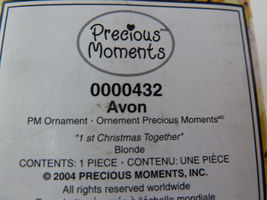 Precious
Moments
0000432
Avon
PM Ornament - Ornement Precious Moments MD
"1 st Christmas Together"
Blonde
CONTENTS: 1 PIECE • CONTENU: UNE PIÈCE
© 2004 PRECIOUS MOMENTS, INC.
All rights reserved worldwide